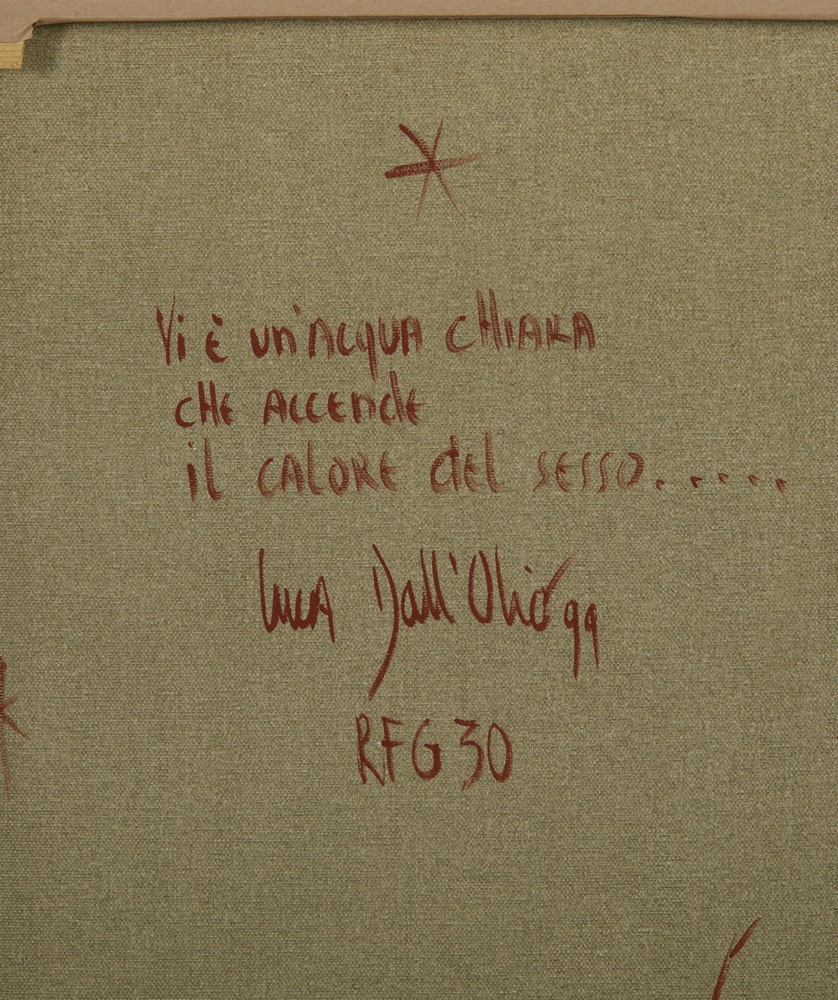 Vi è un'acqua chiara
che accende
il calore del sesso......
Luca Dall'Olio '99
RFG 30